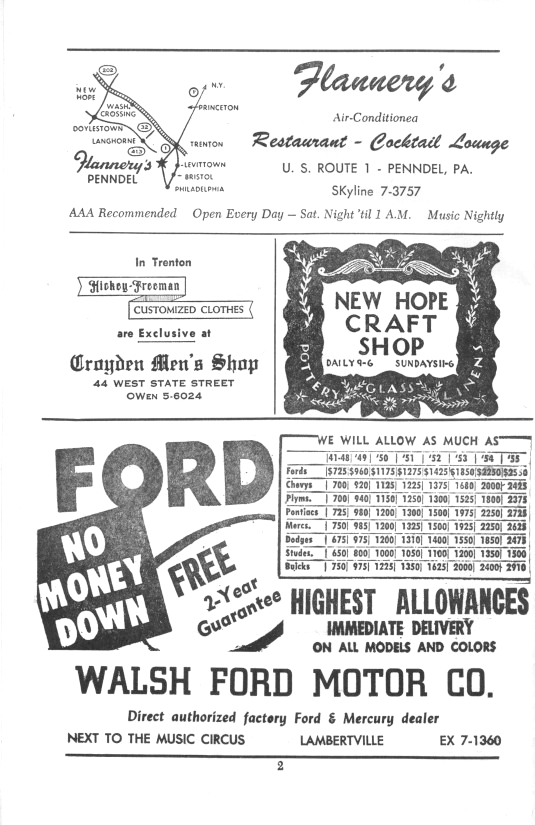 202
N.Y.
1
NEW
HOPE
WASH.
CROSSING
PRINCETON
DOYLESTOWN
32
LANGHORNE
TRENTON
413
1
Flannery's
PENNDEL
LEVITTOWN
BRISTOL
PHILADELPHIA
Flannery's
Air-Conditioned
Restaurant - Cocktail Lounge
U. S. ROUTE 1 - PENNDEL, PA.
SKyline 7-3757
AAA Recommended Open Every Day — Sat. Night 'til 1 A.M. Music Nightly
In Trenton
Hickey-Freeman
CUSTOMIZED CLOTHES
are Exclusive at
Croyden Men's Shop
44 WEST STATE STREET
OWEN 5-6024
NEW HOPE
CRAFT
SHOP
DAILY 9-6 SUNDAYS 11-6
POTTERY GLASS LINENS
FORD
NO
MONEY
DOWN
FREE
2-Year
Guarantee
WE WILL ALLOW AS MUCH AS
|41-48| '49 | '50 | '51 | '52 | '53 | '54 | '55
Fords |$725|$960|$1175|$1275|$1425|$1850|$2250|$2550
Chevys | 700| 920| 1125| 1225| 1375| 1680| 2000| 2425
Plyms. | 700| 940| 1150| 1250| 1300| 1525| 1800| 2375
Pontiacs | 725| 980| 1200| 1300| 1500| 1975| 2250| 2725
Mercs. | 750| 985| 1200| 1325| 1500| 1925| 2250| 2625
Dodges | 675| 975| 1200| 1310| 1400| 1550| 1850| 2475
Studes. | 650| 800| 1000| 1050| 1100| 1200| 1350| 1500
Buicks | 750| 975| 1225| 1350| 1625| 2000| 2400| 2910
HIGHEST ALLOWANCES
IMMEDIATE DELIVERY
ON ALL MODELS AND COLORS
WALSH FORD MOTOR CO.
Direct authorized factory Ford & Mercury dealer
NEXT TO THE MUSIC CIRCUS LAMBERTVILLE EX 7-1360
2